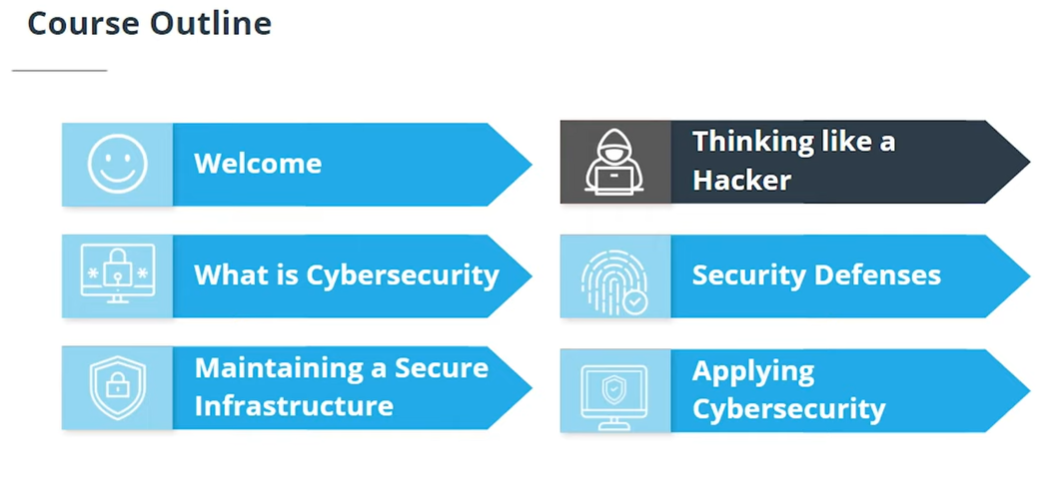 Course Outline
Welcome
What is Cybersecurity
Maintaining a Secure
Infrastructure
Thinking like a
Hacker
Security Defenses
Applying
Cybersecurity